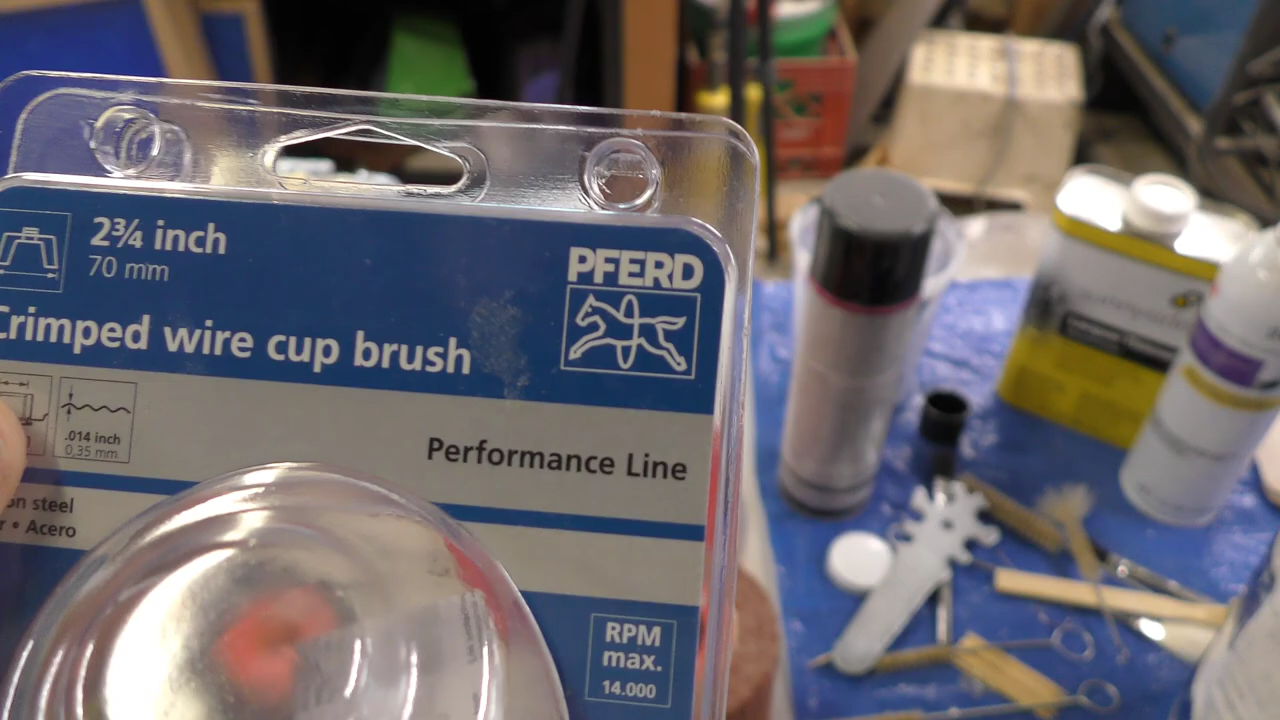 2¾ inch
70 mm
PFERD
Crimped wire cup brush
.014 inch
0,35 mm
Performance Line
steel
• Acero
RPM
max.
14.000